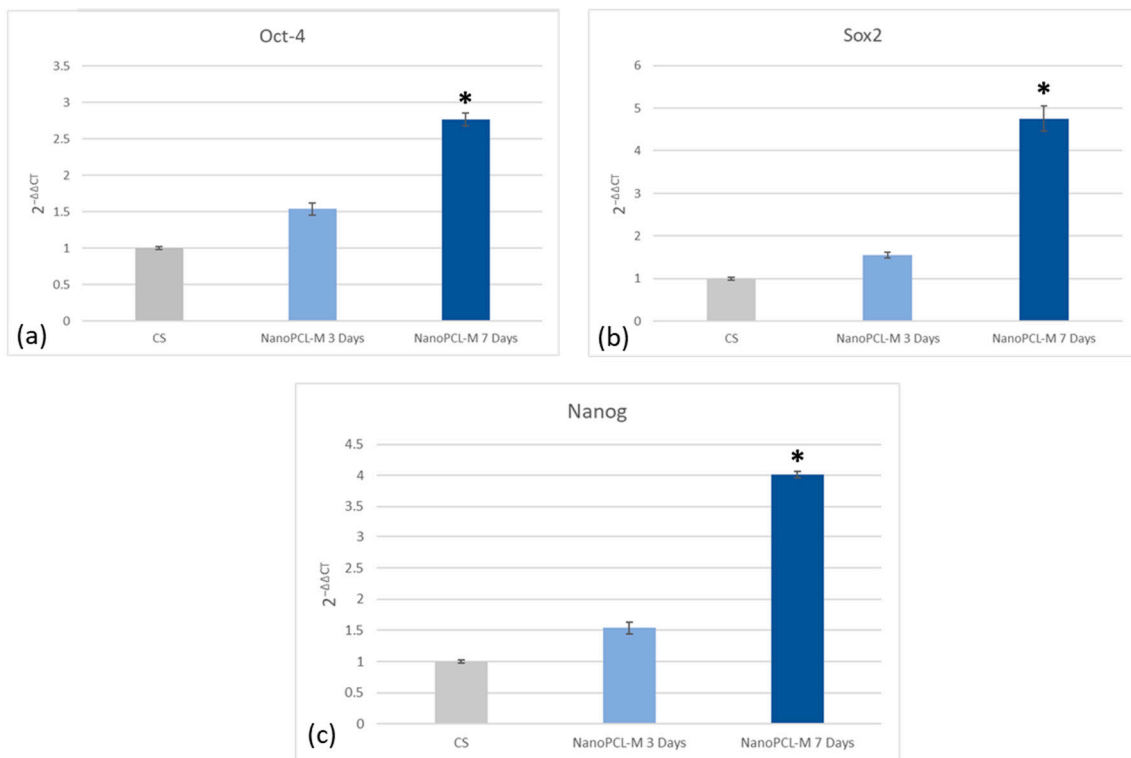 Oct-4
3.5
3
2.5
2
1.5
1
0.5
0
2^-ΔΔCT
*
CS NanoPCL-M 3 Days NanoPCL-M 7 Days
(a)
Sox2
6
5
4
3
2
1
0
2^-ΔΔCT
*
CS NanoPCL-M 3 Days NanoPCL-M 7 Days
(b)
Nanog
4.5
4
3.5
3
2.5
2
1.5
1
0.5
0
2^-ΔΔCT
*
CS NanoPCL-M 3 Days NanoPCL-M 7 Days
(c)